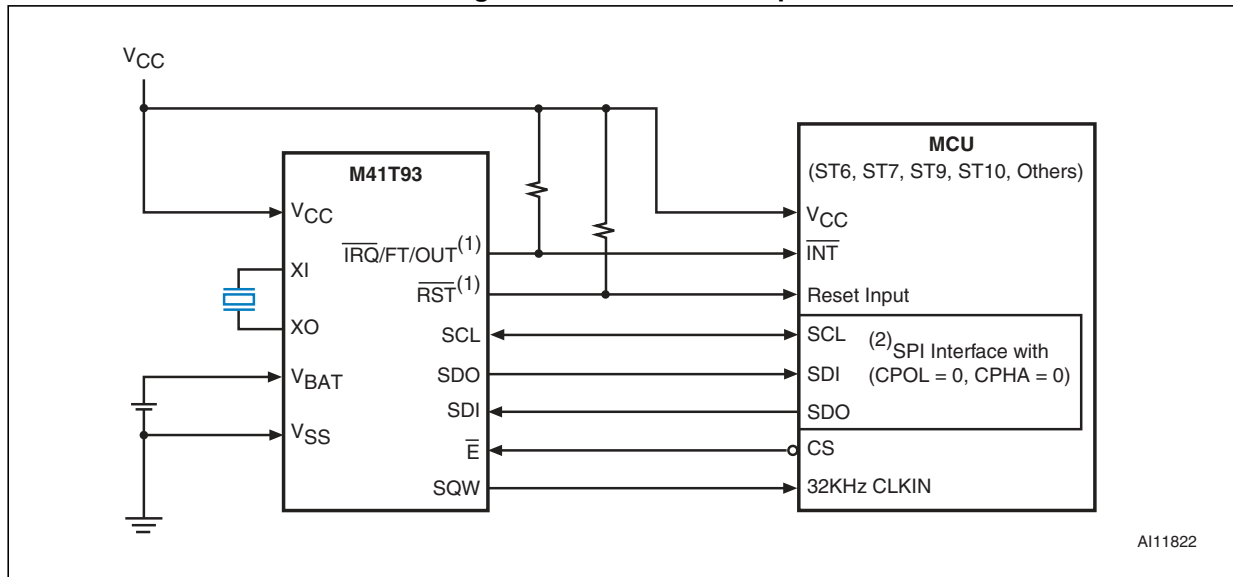 VCC
M41T93
VCC
XI
XO
VBAT
VSS
IRQ/FT/OUT(1)
RST(1)
SCL
SDO
SDI
E
SQW
MCU
(ST6, ST7, ST9, ST10, Others)
VCC
INT
Reset Input
SCL
SDI
SDO
(2)SPI Interface with
(CPOL = 0, CPHA = 0)
CS
32KHz CLKIN
AI11822